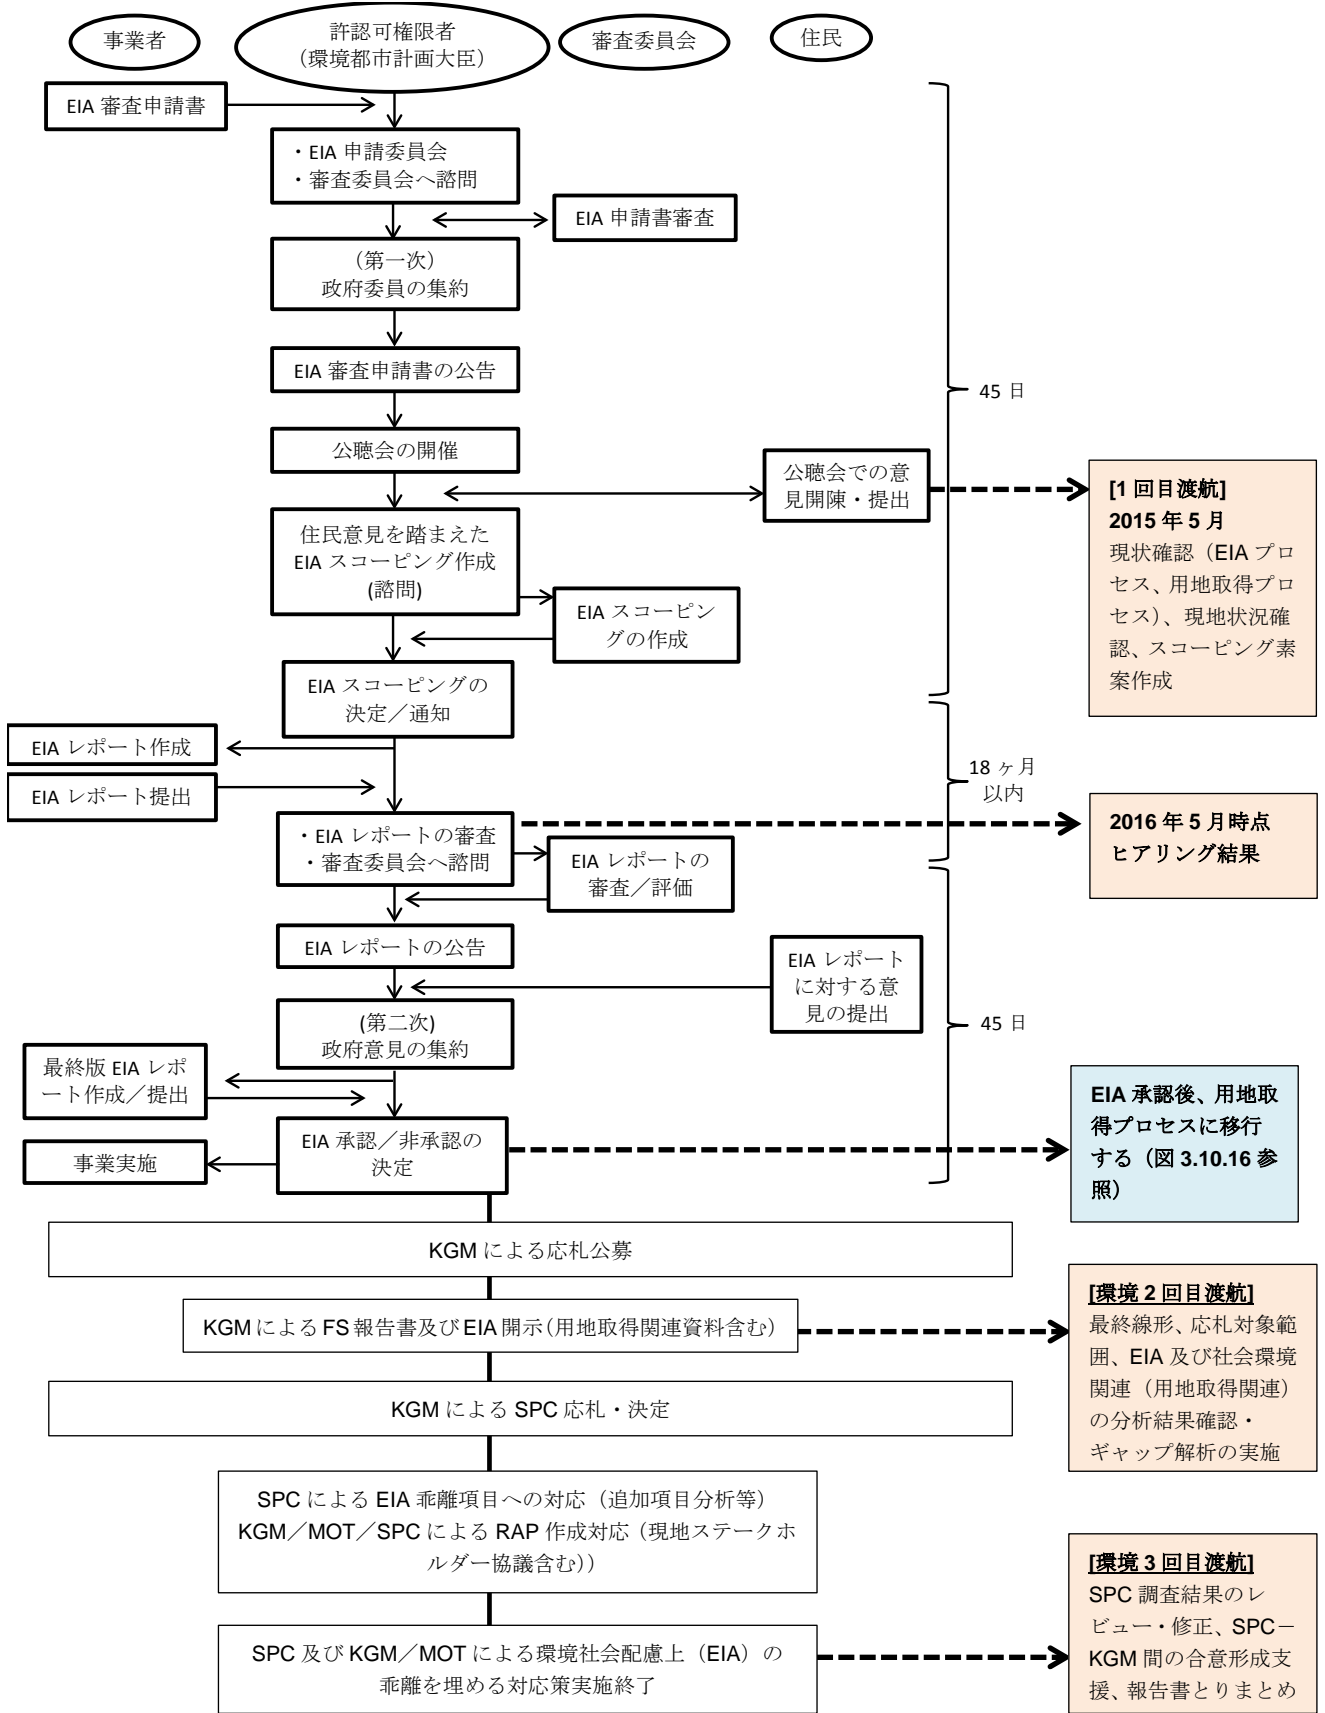 事業者
許認可権限者
（環境都市計画大臣）
審査委員会
住民
EIA 審査申請書
・EIA 申請委員会
・審査委員会へ諮問
EIA 申請書審査
（第一次）
政府委員の集約
EIA 審査申請書の公告
45 日
公聴会の開催
公聴会での意
見開陳・提出
[1 回目渡航]
2015 年 5 月
現状確認（EIA プロ
セス、用地取得プロ
セス）、現地状況確
認、スコーピング素
案作成
住民意見を踏まえた
EIA スコーピング作成
(諮問)
EIA スコーピン
グの作成
EIA スコーピングの
決定／通知
EIA レポート作成
EIA レポート提出
18 ヶ月
以内
・EIA レポートの審査
・審査委員会へ諮問
EIA レポートの
審査／評価
2016 年 5 月時点
ヒアリング結果
EIA レポートの公告
EIA レポート
に対する意
見の提出
(第二次)
政府意見の集約
45 日
最終版 EIA レポ
ート作成／提出
EIA 承認／非承認の
決定
事業実施
EIA 承認後、用地取
得プロセスに移行
する（図 3.10.16 参
照）
KGM による応札公募
KGM による FS 報告書及び EIA 開示（用地取得関連資料含む）
[環境 2 回目渡航]
最終線形、応札対象範
囲、EIA 及び社会環境
関連（用地取得関連）
の分析結果確認・
ギャップ解析の実施
KGM による SPC 応札・決定
SPC による EIA 乖離項目への対応（追加項目分析等）
KGM／MOT／SPC による RAP 作成対応（現地ステークホ
ルダー協議含む））
SPC 及び KGM／MOT による環境社会配慮上（EIA）の
乖離を埋める対応策実施終了
[環境 3 回目渡航]
SPC 調査結果のレ
ビュー・修正、SPC－
KGM 間の合意形成支
援、報告書とりまとめ